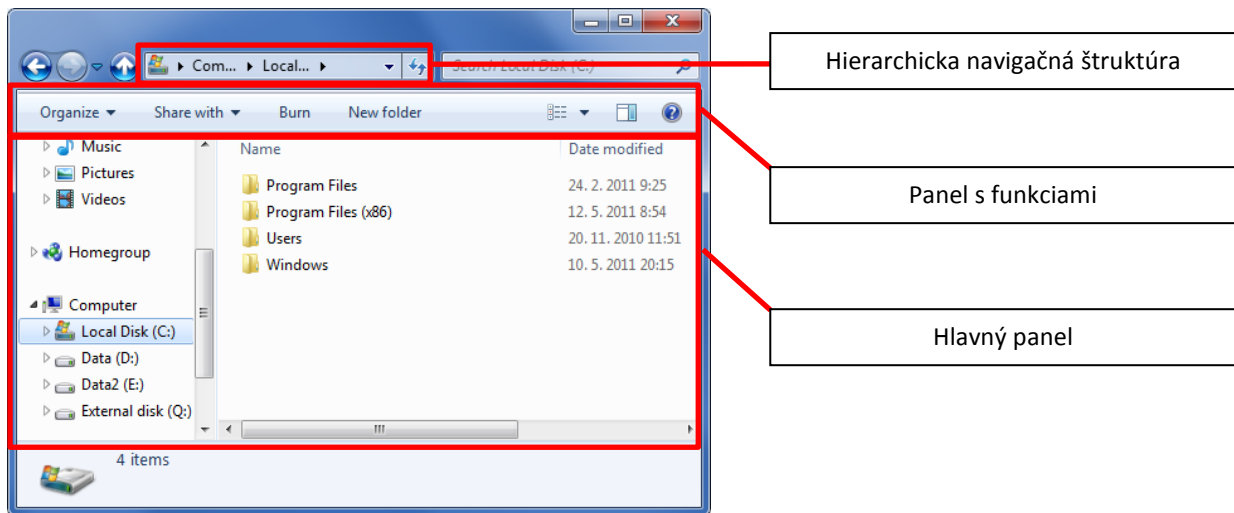 Com... Local...
Search Local Disk (C:)
Hierarchicka navigačná štruktúra
Organize Share with Burn New folder
Panel s funkciami
Music
Pictures
Videos
Homegroup
Computer
Local Disk (C:)
Data (D:)
Data2 (E:)
External disk (Q:)
Name Date modified
Program Files 24. 2. 2011 9:25
Program Files (x86) 12. 5. 2011 8:54
Users 20. 11. 2010 11:51
Windows 10. 5. 2011 20:15
Hlavný panel
4 items